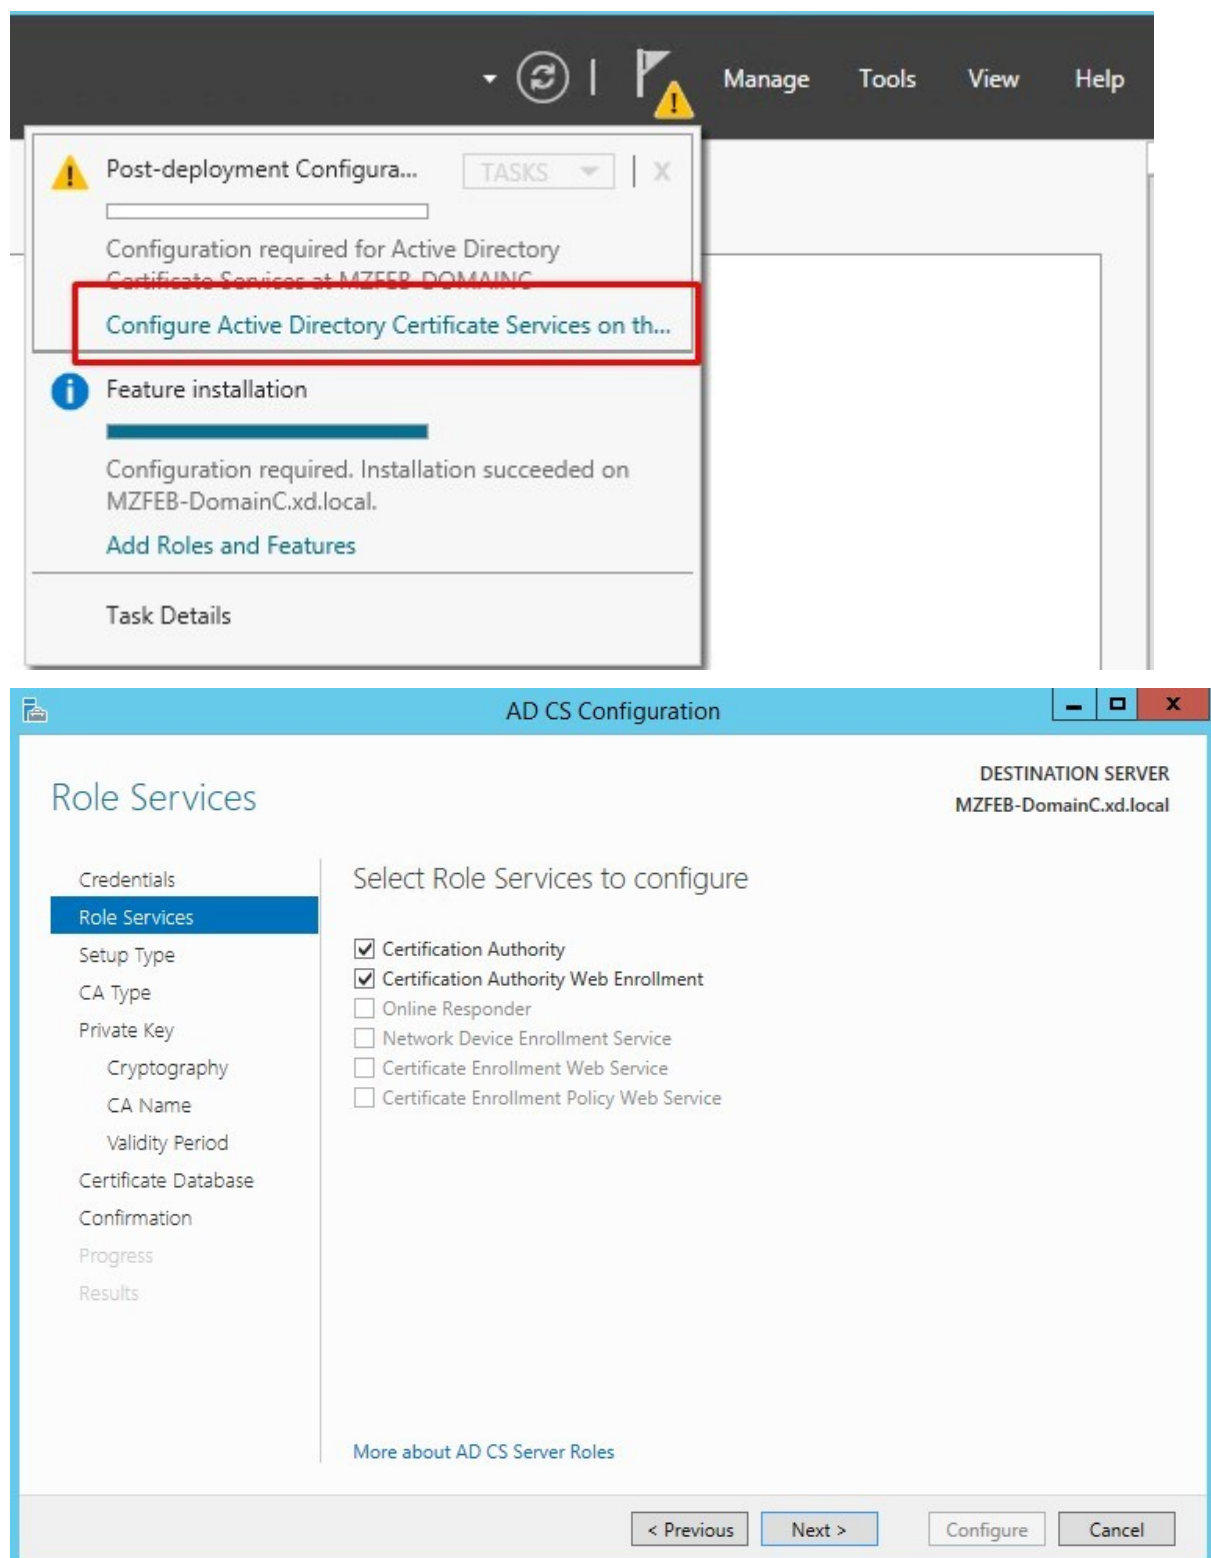 Manage Tools View Help
Post-deployment Configura... TASKS X
Configuration required for Active Directory
Certificate Services at MZFEB-DOMAINC
Configure Active Directory Certificate Services on th...
Feature installation
Configuration required. Installation succeeded on
MZFEB-DomainC.xd.local.
Add Roles and Features
Task Details
AD CS Configuration
Role Services
DESTINATION SERVER
MZFEB-DomainC.xd.local
Credentials
Role Services
Setup Type
CA Type
Private Key
Cryptography
CA Name
Validity Period
Certificate Database
Confirmation
Progress
Results
Select Role Services to configure
Certification Authority
Certification Authority Web Enrollment
Online Responder
Network Device Enrollment Service
Certificate Enrollment Web Service
Certificate Enrollment Policy Web Service
More about AD CS Server Roles
< Previous Next > Configure Cancel